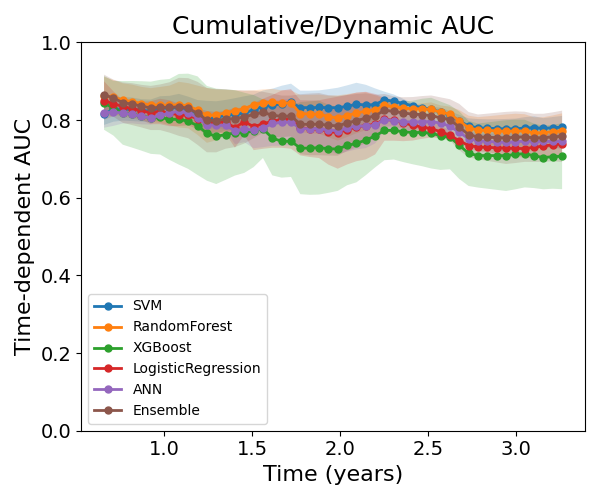 Cumulative/Dynamic AUC
Time-dependent AUC
1.0
0.8
0.6
0.4
0.2
0.0
SVM
RandomForest
XGBoost
LogisticRegression
ANN
Ensemble
1.0 1.5 2.0 2.5 3.0
Time (years)